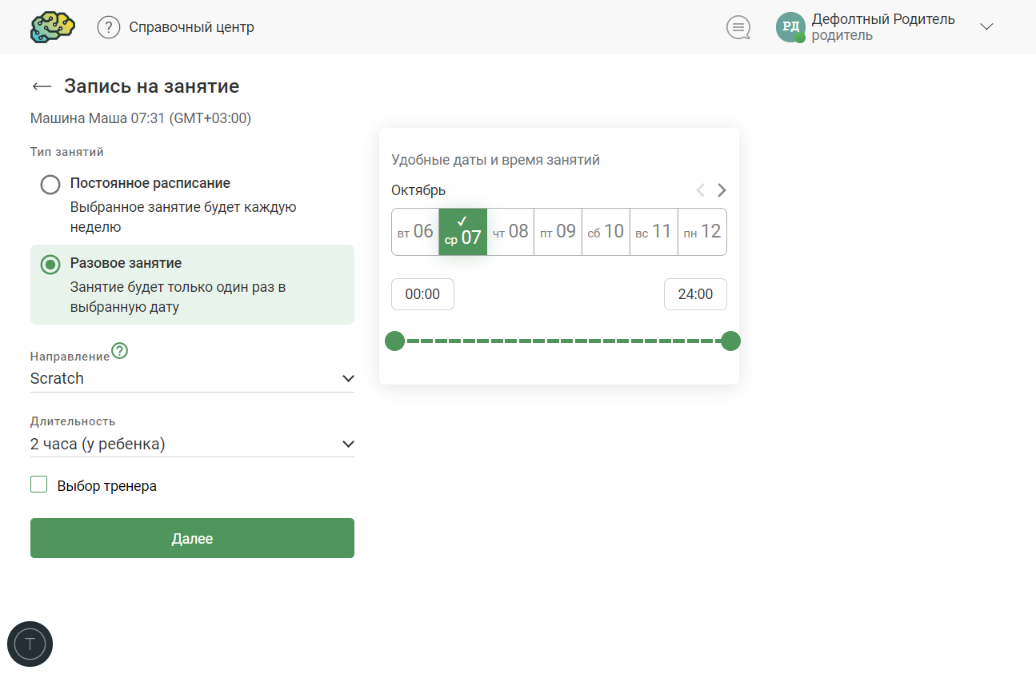 ? Справочный центр
РД Дефолтный Родитель
родитель
Запись на занятие
Машина Маша 07:31 (GMT+03:00)
Тип занятий
Постоянное расписание
Выбранное занятие будет каждую
неделю
Разовое занятие
Занятие будет только один раз в
выбранную дату
Направление ?
Scratch
Длительность
2 часа (у ребенка)
Выбор тренера
Далее
Удобные даты и время занятий
Октябрь
вт 06 ср 07 чт 08 пт 09 сб 10 вс 11 пн 12
00:00 24:00
T